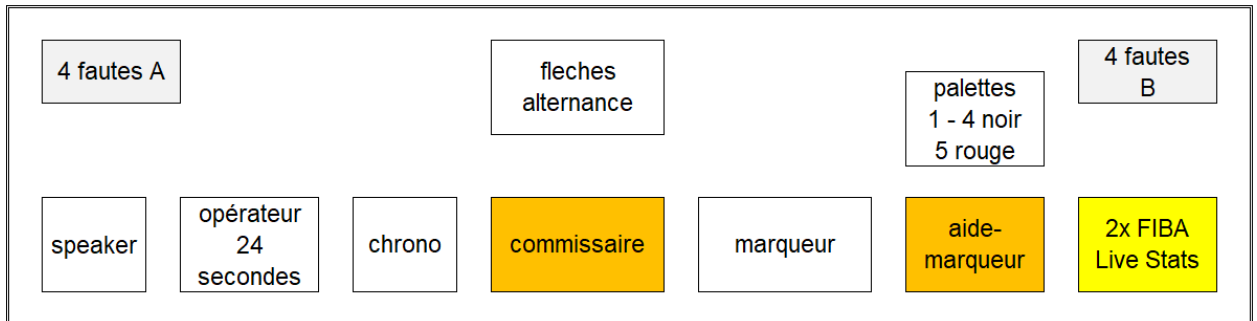 4 fautes A
fleches
alternance
palettes
1 - 4 noir
5 rouge
4 fautes
B
speaker
opérateur
24
secondes
chrono
commissaire
marqueur
aide-
marqueur
2x FIBA
Live Stats